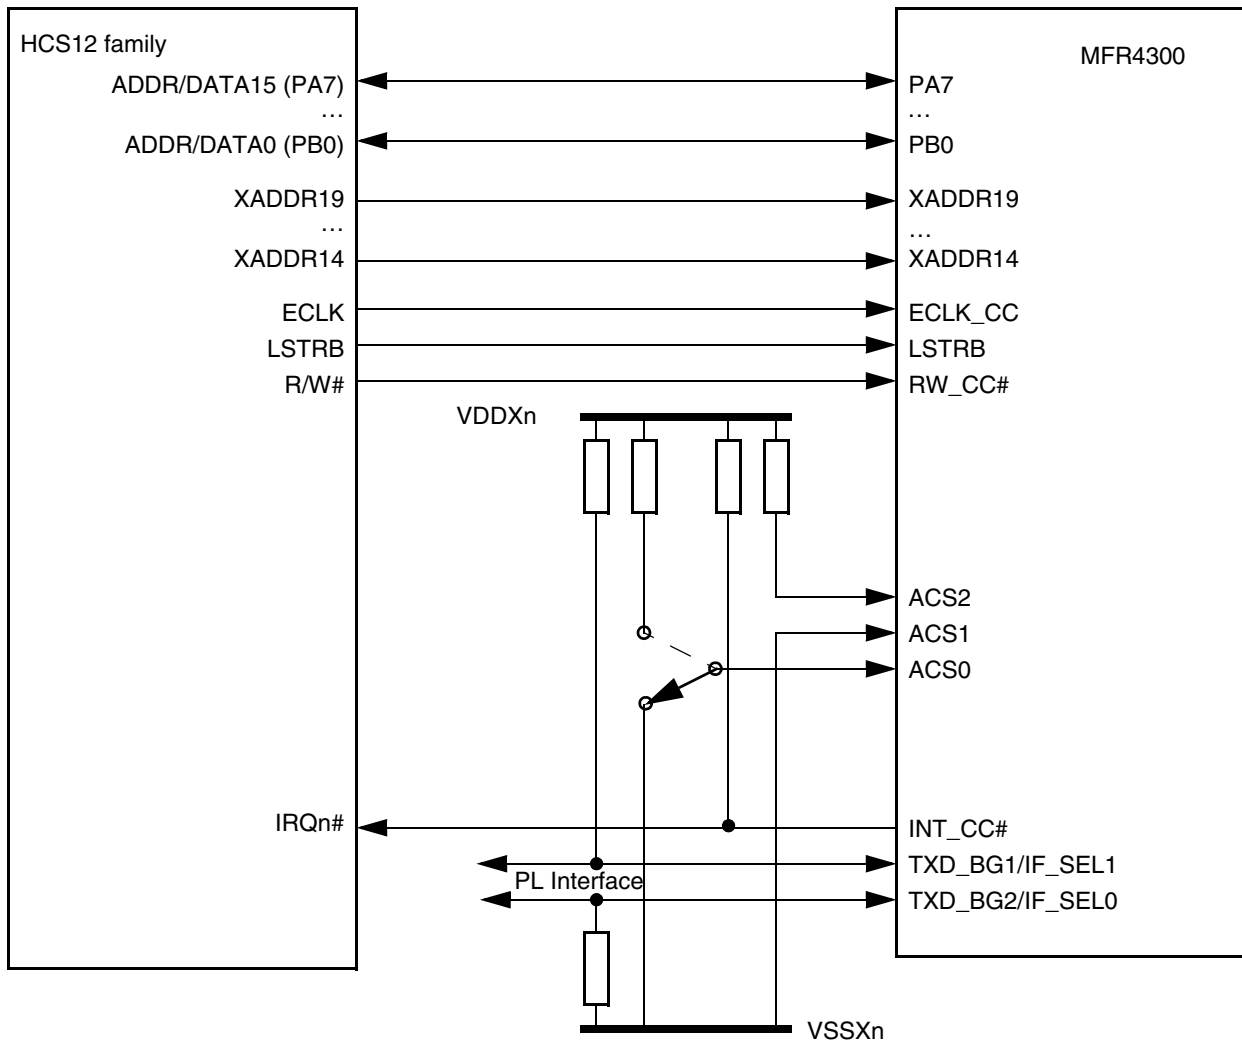 HCS12 family
MFR4300
ADDR/DATA15 (PA7)
PA7
...
...
ADDR/DATA0 (PB0)
PB0
XADDR19
XADDR19
...
...
XADDR14
XADDR14
ECLK
ECLK_CC
LSTRB
LSTRB
R/W#
RW_CC#
VDDXn
ACS2
ACS1
ACS0
IRQn#
INT_CC#
TXD_BG1/IF_SEL1
PL Interface
TXD_BG2/IF_SEL0
VSSXn